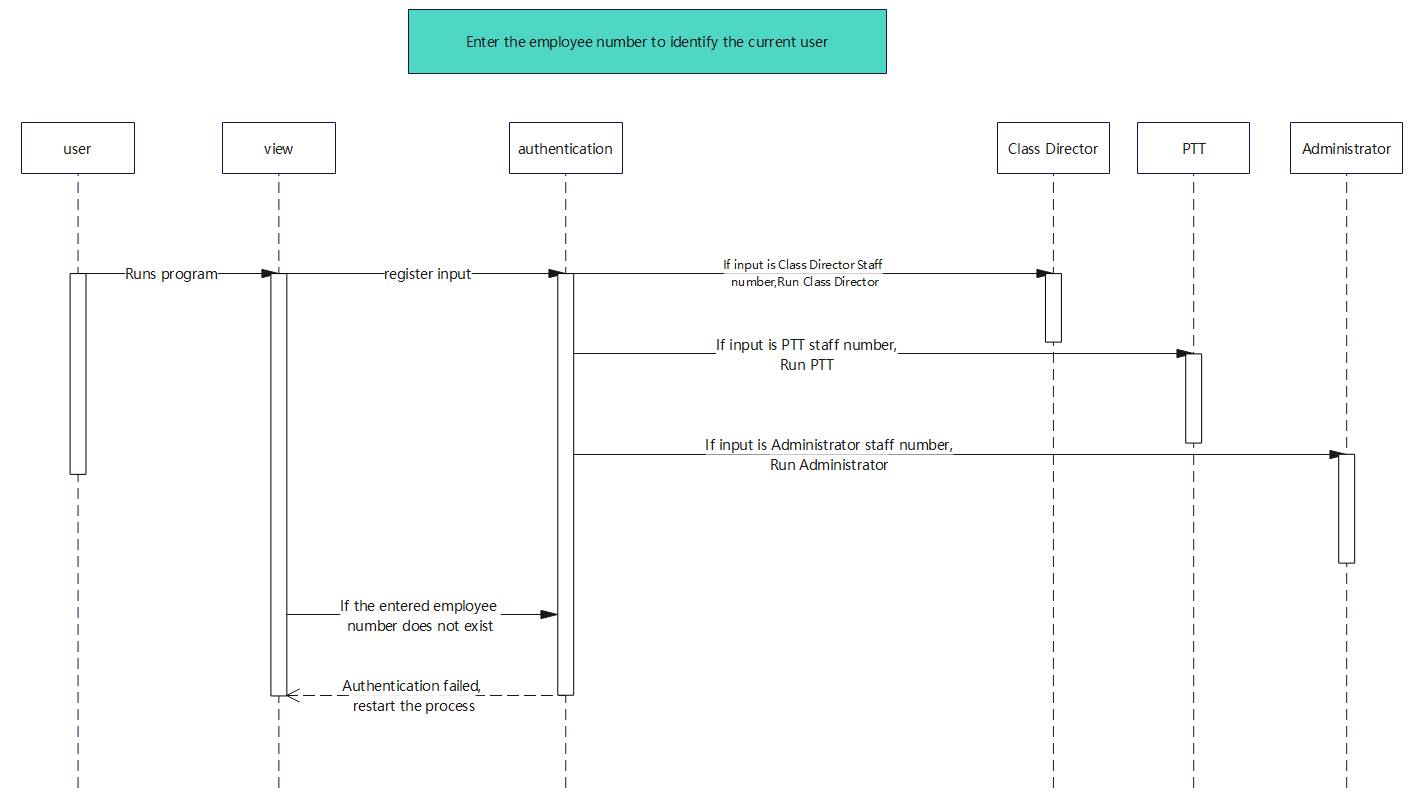 Enter the employee number to identify the current user
user
view
authentication
Class Director
PTT
Administrator
Runs program
register input
If input is Class Director Staff
number,Run Class Director
If input is PTT staff number,
Run PTT
If input is Administrator staff number,
Run Administrator
If the entered employee
number does not exist
Authentication failed,
restart the process